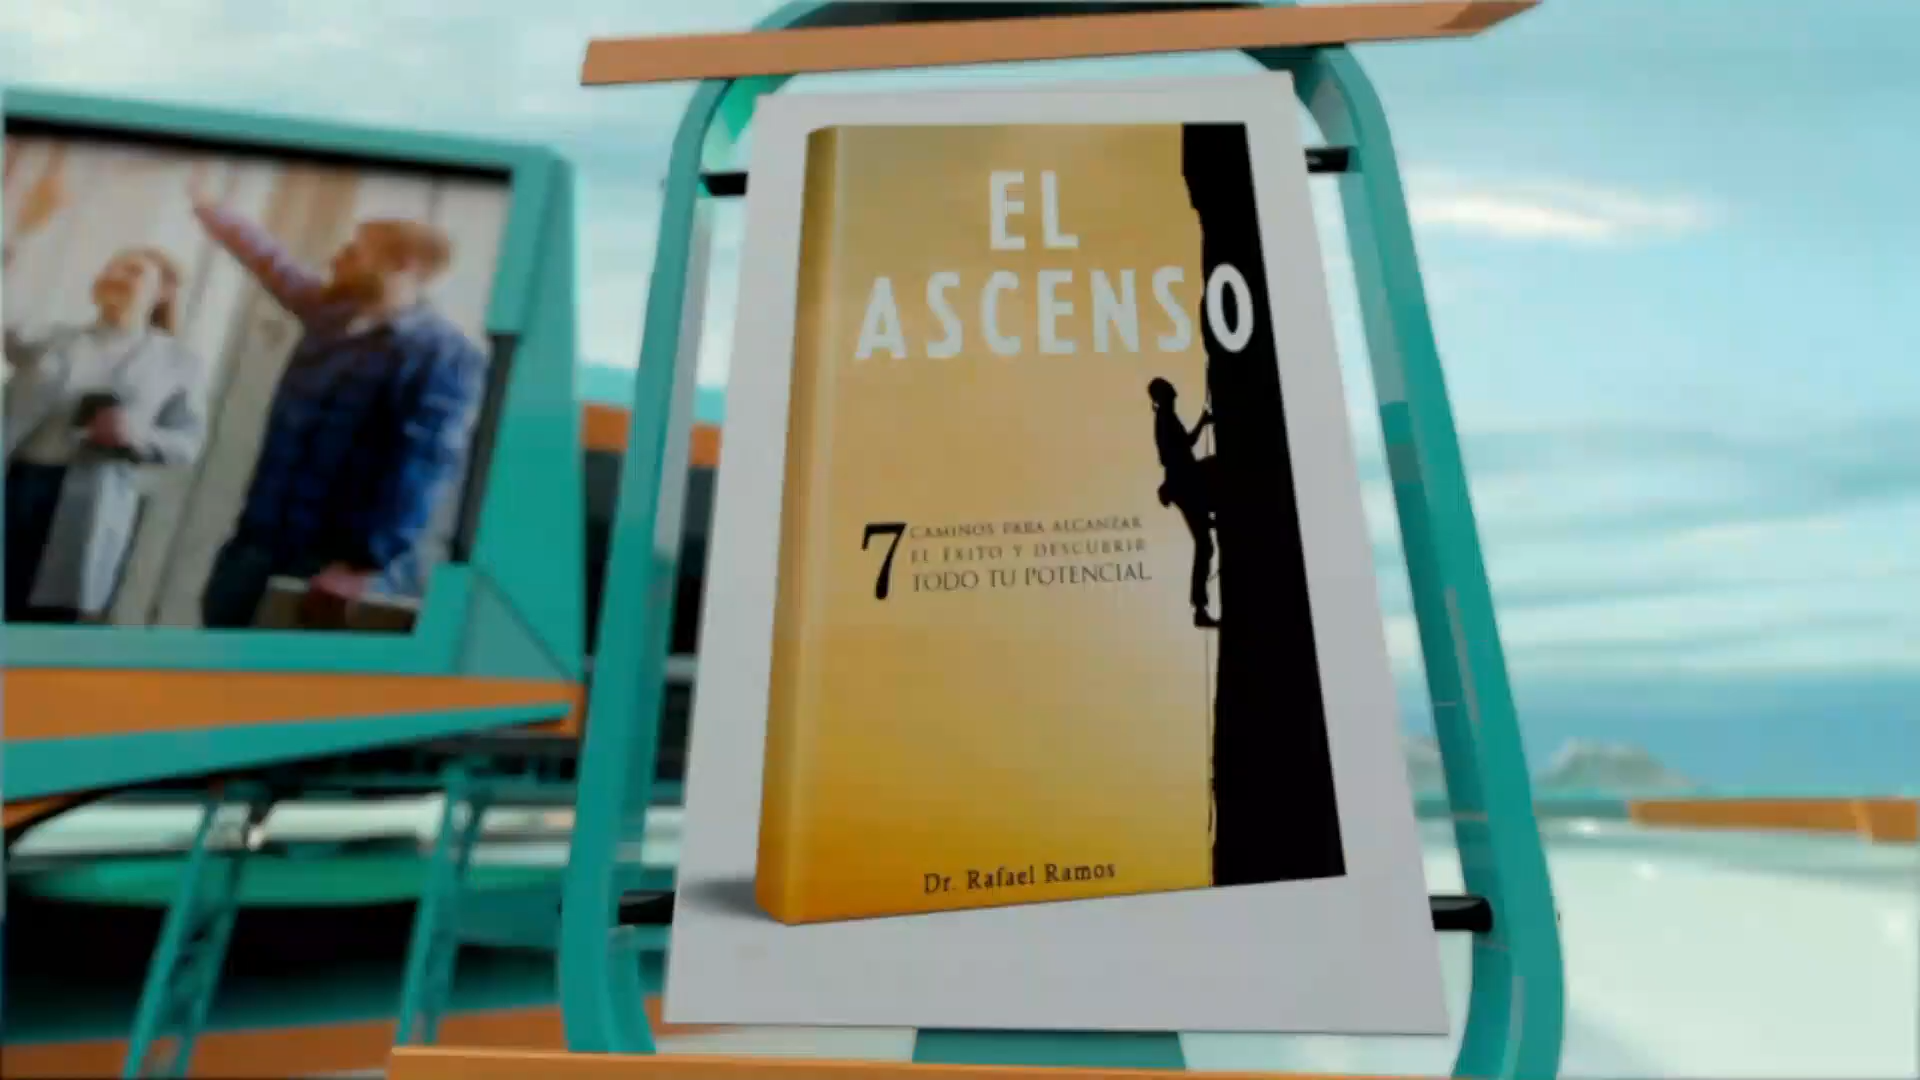 EL
ASCENSO
7 CAMINOS PARA ALCANZAR
EL ÉXITO Y DESCUBRIR
TODO TU POTENCIAL
Dr. Rafael Ramos